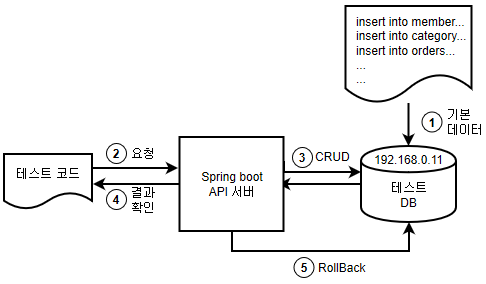 insert into member...
insert into category...
insert into orders...
...
...
1 기본
데이터
2 요청
192.168.0.11
3 CRUD
테스트 코드
Spring boot
API 서버
테스트
DB
4 결과
확인
5 RollBack